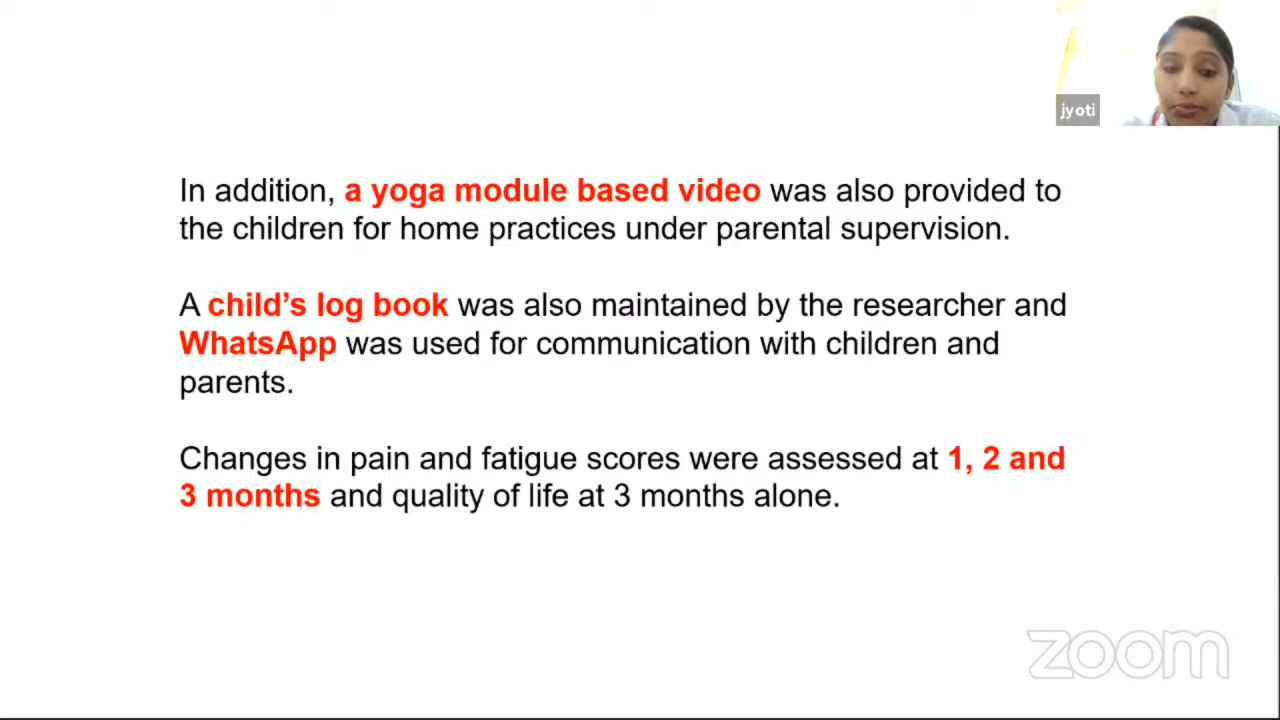 jyoti
In addition, a yoga module based video was also provided to
the children for home practices under parental supervision.
A child’s log book was also maintained by the researcher and
WhatsApp was used for communication with children and
parents.
Changes in pain and fatigue scores were assessed at 1, 2 and
3 months and quality of life at 3 months alone.
zoom